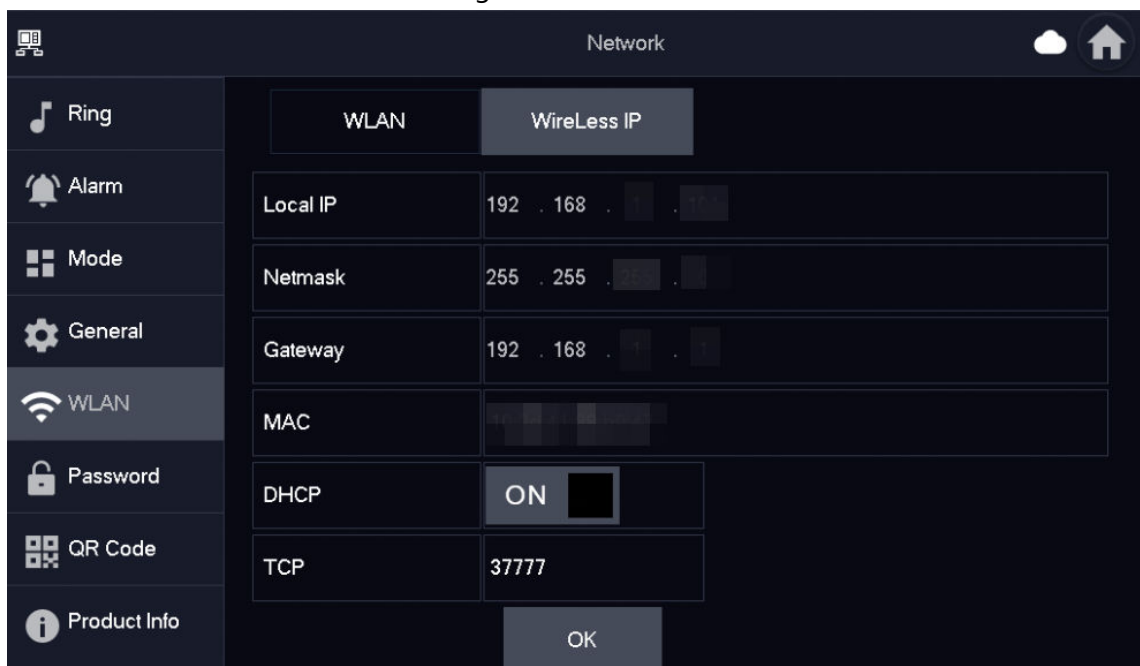 Network
Ring
WLAN
WireLess IP
Alarm
Local IP
192 . 168 . .
Mode
Netmask
255 . 255 . .
General
Gateway
192 . 168 . .
WLAN
MAC
Password
DHCP
ON
QR Code
TCP
37777
Product Info
OK